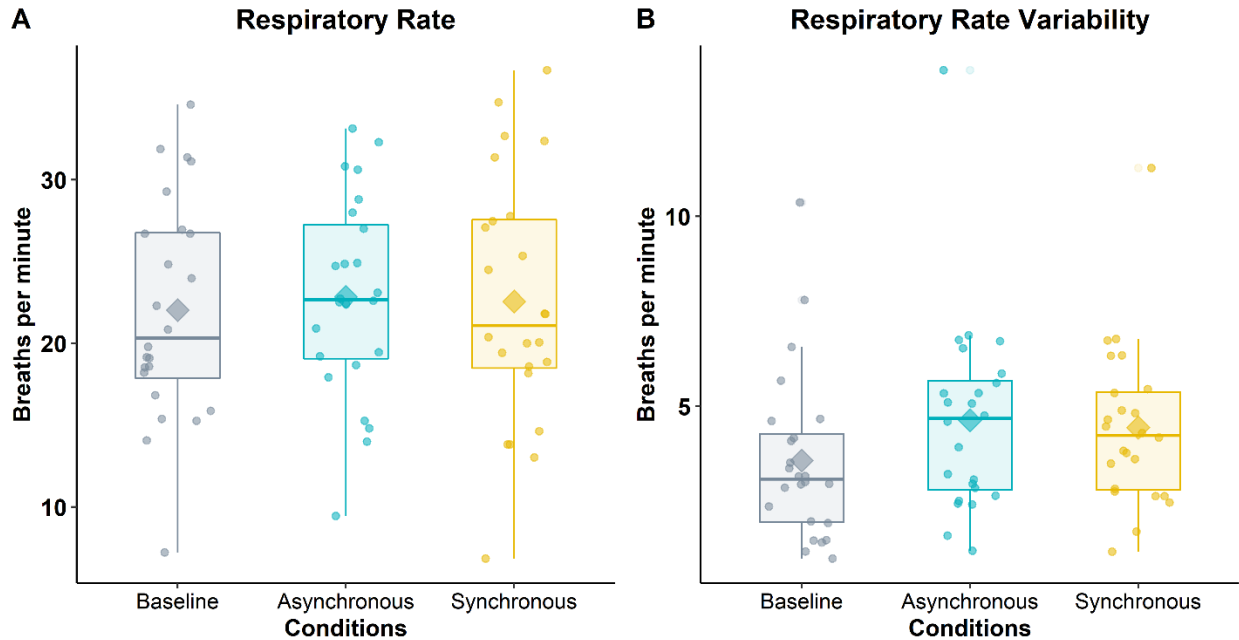 A
Respiratory Rate
Breaths per minute
30
20
10
Baseline
Asynchronous
Synchronous
Conditions
B
Respiratory Rate Variability
Breaths per minute
10
5
Baseline
Asynchronous
Synchronous
Conditions